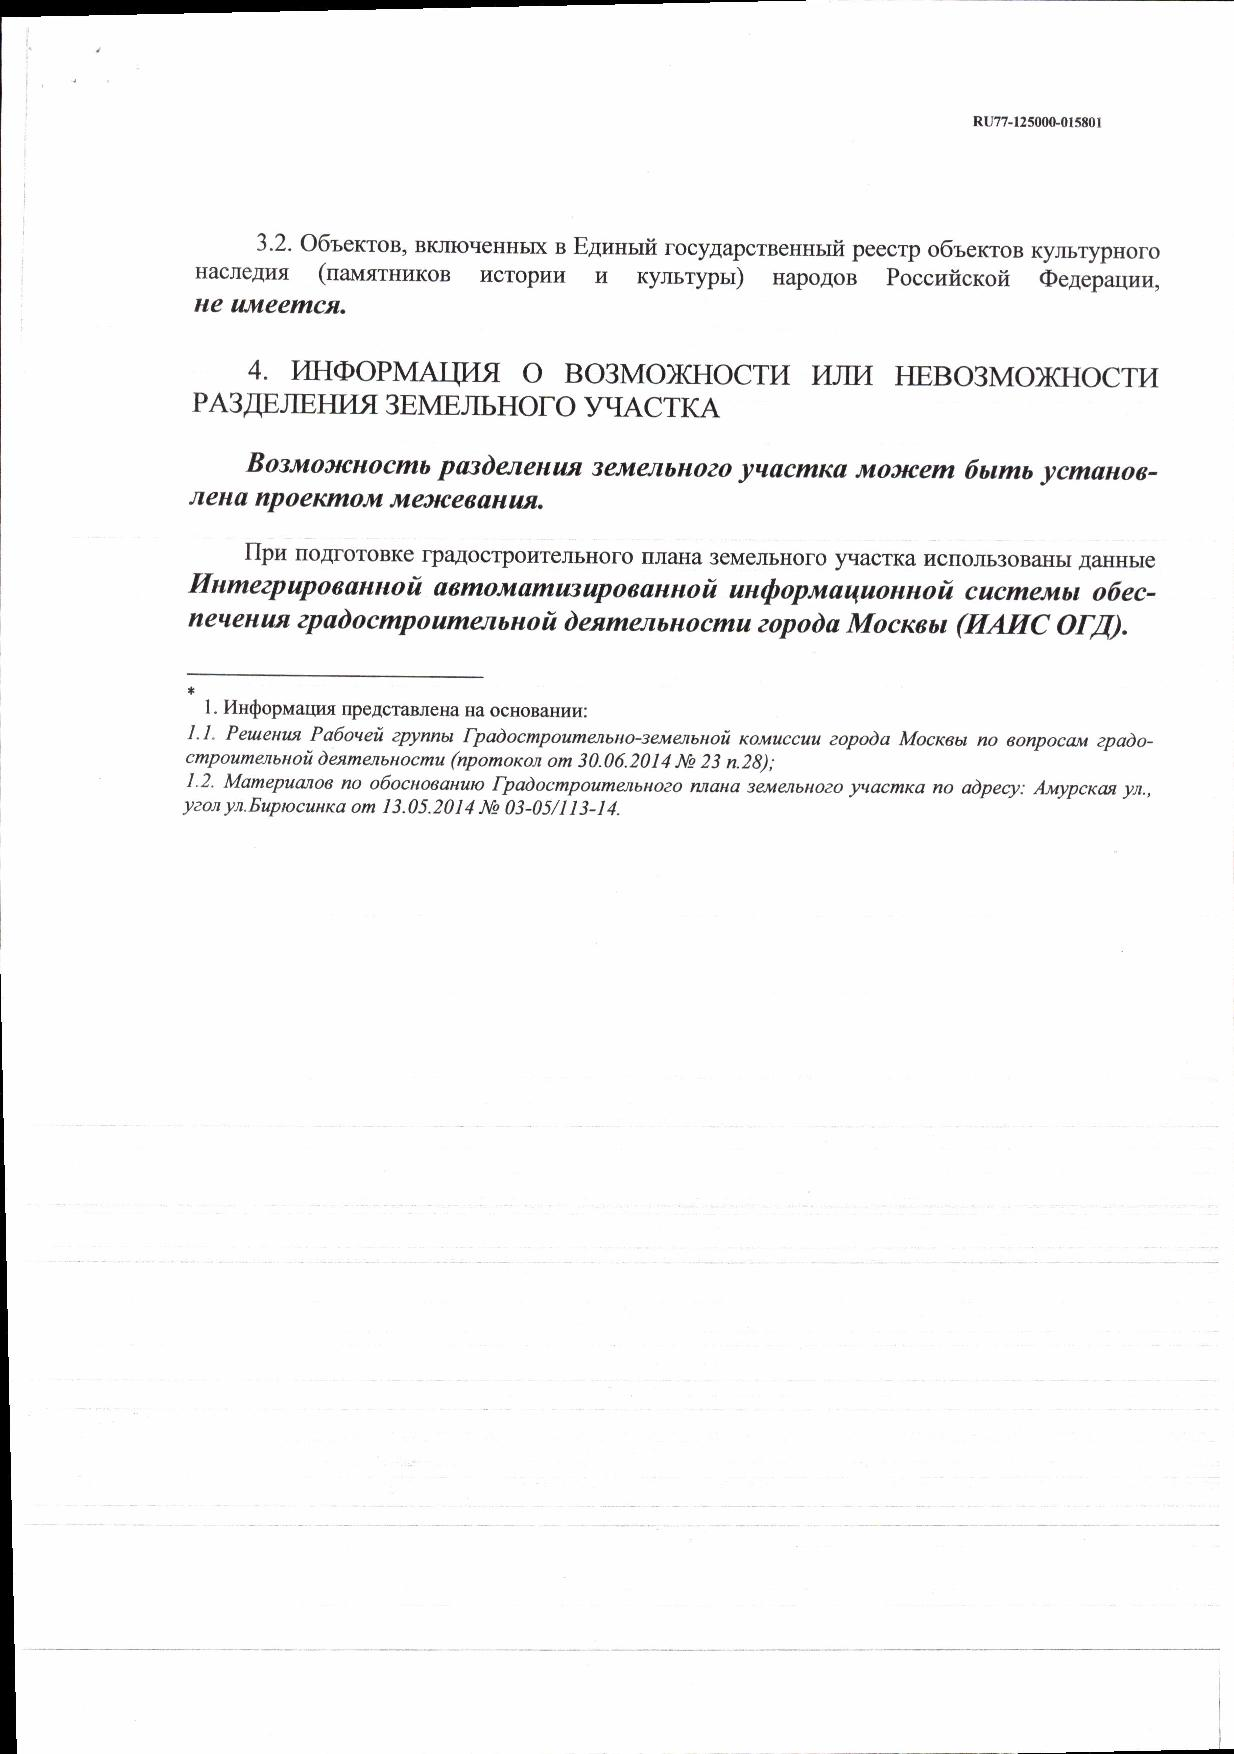 RU77-125000-015801
3.2. Объектов, включенных в Единый государственный реестр объектов культурного
наследия (памятников истории и культуры) народов Российской Федерации,
не имеется.
4. ИНФОРМАЦИЯ О ВОЗМОЖНОСТИ ИЛИ НЕВОЗМОЖНОСТИ
РАЗДЕЛЕНИЯ ЗЕМЕЛЬНОГО УЧАСТКА
Возможность разделения земельного участка может быть установ-
лена проектом межевания.
При подготовке градостроительного плана земельного участка использованы данные
Интегрированной автоматизированной информационной системы обес-
печения градостроительной деятельности города Москвы (ИАИС ОГД).
*
1. Информация представлена на основании:
1.1. Решения Рабочей группы Градостроительно-земельной комиссии города Москвы по вопросам градо-
строительной деятельности (протокол от 30.06.2014 № 23 п.28);
1.2. Материалов по обоснованию Градостроительного плана земельного участка по адресу: Амурская ул.,
угол ул.Бирюсинка от 13.05.2014 № 03-05/113-14.